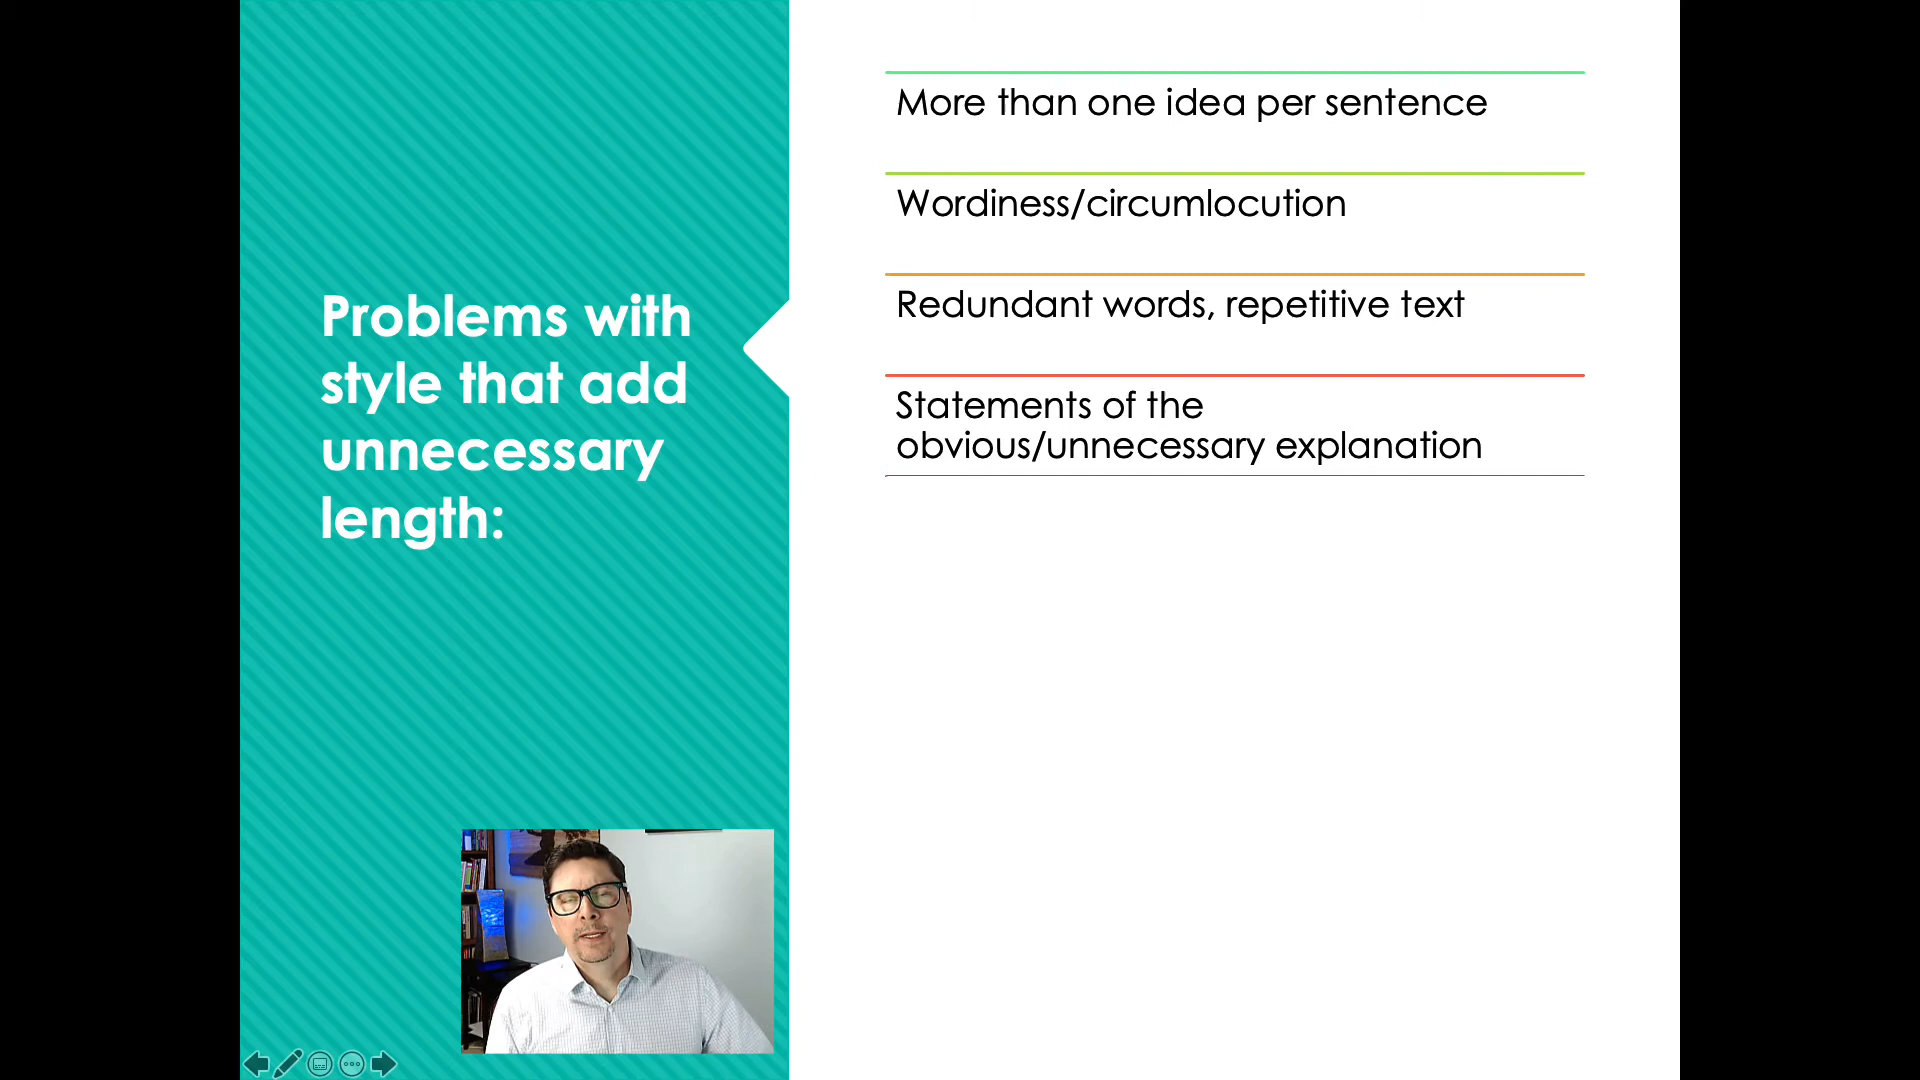 Problems with
style that add
unnecessary
length:
More than one idea per sentence
Wordiness/circumlocution
Redundant words, repetitive text
Statements of the
obvious/unnecessary explanation